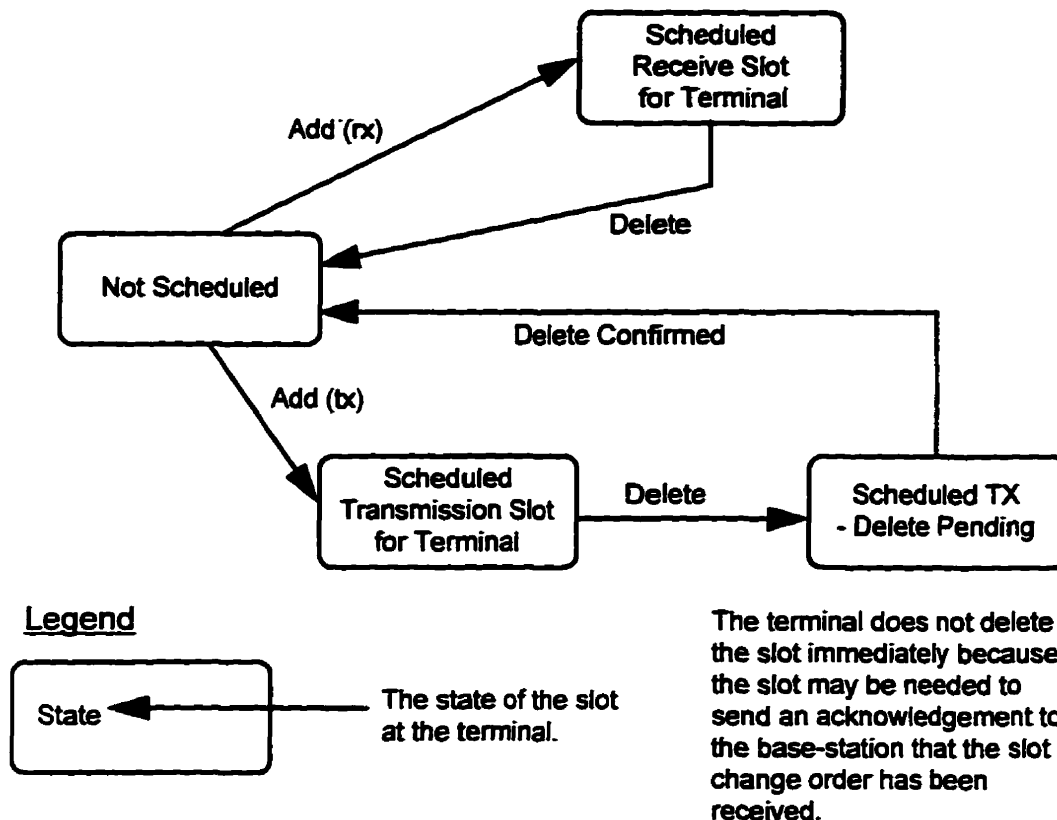 Scheduled
Receive Slot
for Terminal
Add (rx)
Delete
Not Scheduled
Delete Confirmed
Add (tx)
Scheduled
Transmission Slot
for Terminal
Delete
Scheduled TX
- Delete Pending
Legend
State
The state of the slot
at the terminal.
The terminal does not delete
the slot immediately because
the slot may be needed to
send an acknowledgement to
the base-station that the slot
change order has been
received.